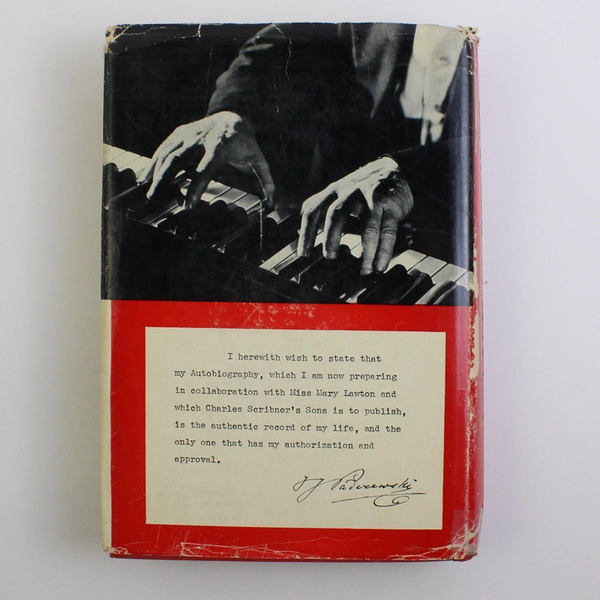 I herewith wish to state that
my Autobiography, which I am now preparing
in collaboration with Miss Mary Lawton and
which Charles Scribner's Sons is to publish,
is the authentic record of my life, and the
only one that has my authorization and
approval.
I J Paderewski